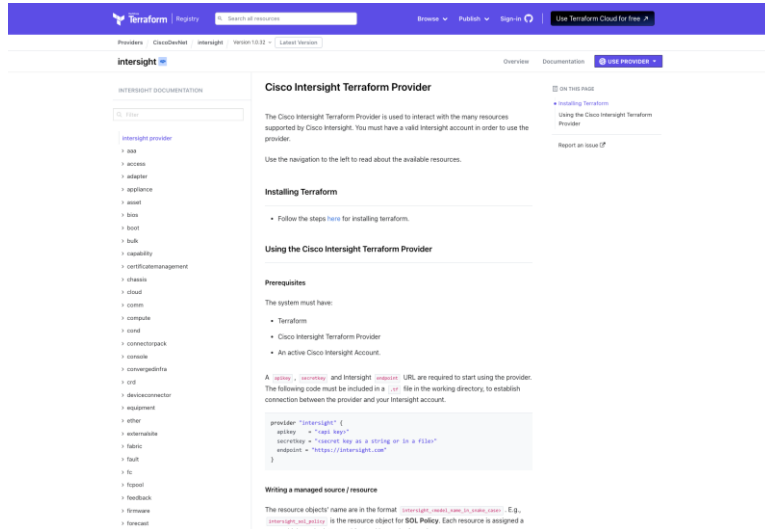 HashiCorp
Terraform | Registry
Search all resources
Browse
Publish
Sign-in
Use Terraform Cloud for free
Providers / CiscoDevNet / intersight / Version 1.0.32
Latest Version
intersight
Overview
Documentation
USE PROVIDER
INTERSIGHT DOCUMENTATION
Filter
intersight provider
aaa
access
adapter
appliance
asset
bios
boot
bulk
capability
certificatemanagement
chassis
cloud
comm
compute
cond
connectorpack
console
convergedinfra
crd
deviceconnector
equipment
ether
externalsite
fabric
fault
fc
fcpool
feedback
firmware
forecast
Cisco Intersight Terraform Provider
The Cisco Intersight Terraform Provider is used to interact with the many resources
supported by Cisco Intersight. You must have a valid Intersight account in order to use the
provider.
Use the navigation to the left to read about the available resources.
Installing Terraform
• Follow the steps here for installing terraform.
Using the Cisco Intersight Terraform Provider
Prerequisites
The system must have:
• Terraform
• Cisco Intersight Terraform Provider
• An active Cisco Intersight Account.
A apikey , secretkey and Intersight endpoint URL are required to start using the provider.
The following code must be included in a .tf file in the working directory, to establish
connection between the provider and your Intersight account.
provider "intersight" {
apikey = "<api key>"
secretkey = "<secret key as a string or in a file>"
endpoint = "https://intersight.com"
}
Writing a managed source / resource
The resource objects' name are in the format intersight_<model_name_in_snake_case> . E.g.,
intersight_sol_policy is the resource object for SOL Policy. Each resource is assigned a
ON THIS PAGE
• Installing Terraform
Using the Cisco Intersight Terraform
Provider
Report an issue